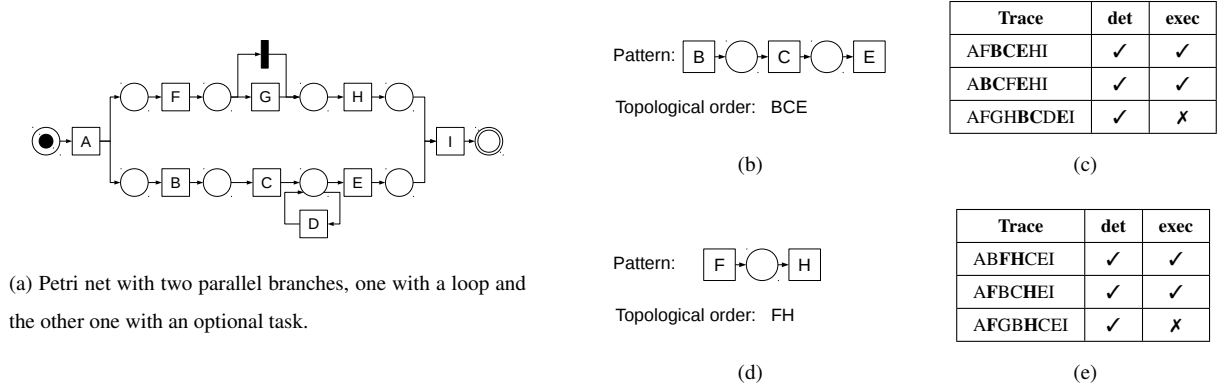 F
G
H
A
I
B
C
E
D
(a) Petri net with two parallel branches, one with a loop and
the other one with an optional task.
Pattern: B C E
Topological order: BCE
(b)
Trace det exec
AFBCEHI ✓ ✓
ABCFEHI ✓ ✓
AFGHBCDEI ✓ ✗
(c)
Pattern: F H
Topological order: FH
(d)
Trace det exec
ABFHCEI ✓ ✓
AFBCHEI ✓ ✓
AFGBHCEI ✓ ✗
(e)